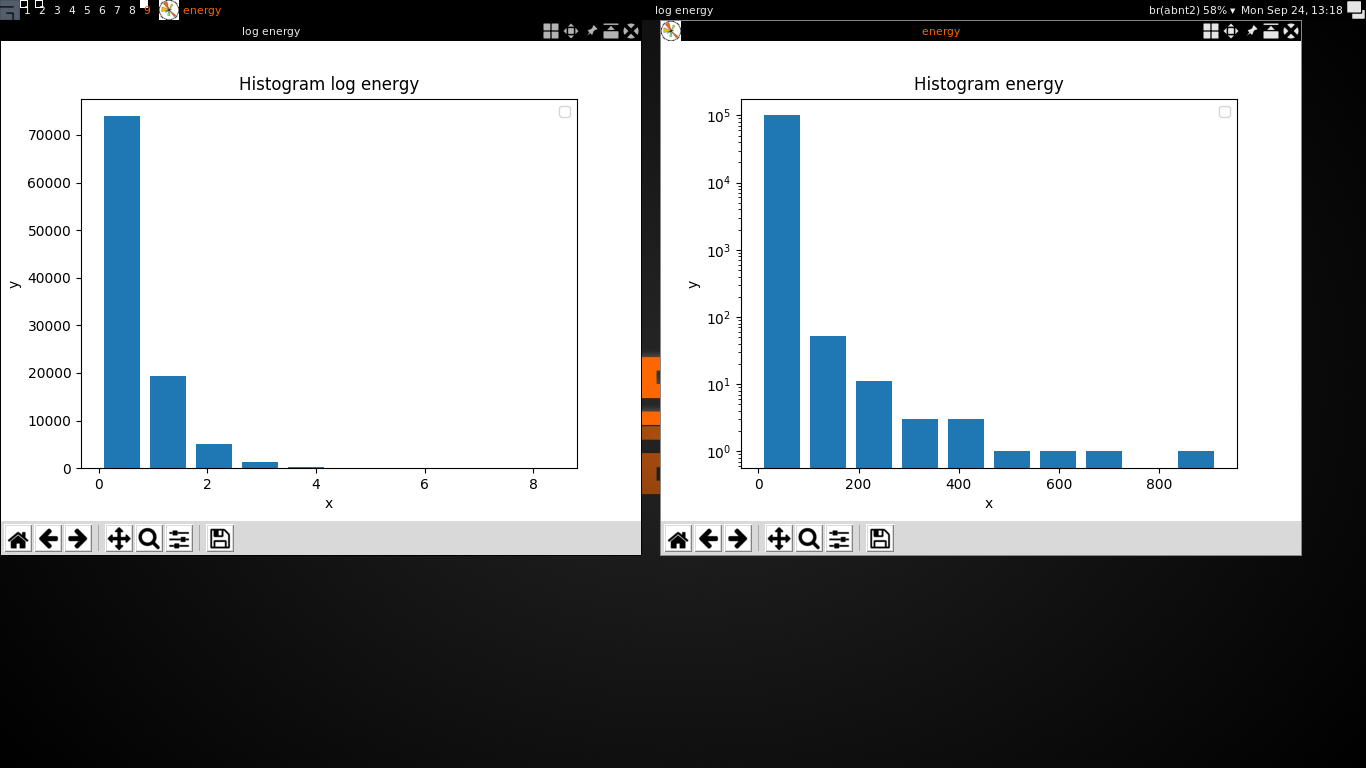 1 2 3 4 5 6 7 8 9 energy log energy br(abnt2) 58% ▾ Mon Sep 24, 13:18
log energy
energy
Histogram log energy
70000
60000
50000
40000
30000
20000
10000
0
y
0 2 4 6 8
x
Histogram energy
10⁵
10⁴
10³
10²
10¹
10⁰
y
0 200 400 600 800
x